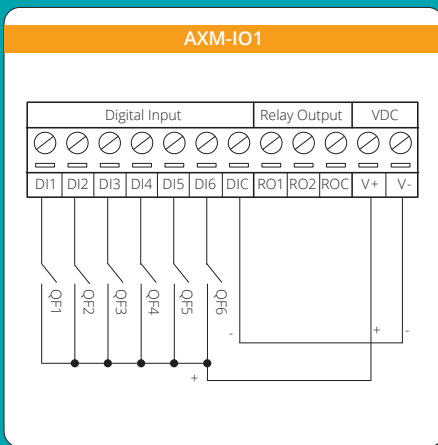 AXM-IO1
Digital Input Relay Output VDC
DI1 DI2 DI3 DI4 DI5 DI6 DIC RO1 RO2 ROC V+ V-
QF1 QF2 QF3 QF4 QF5 QF6
- + -
+